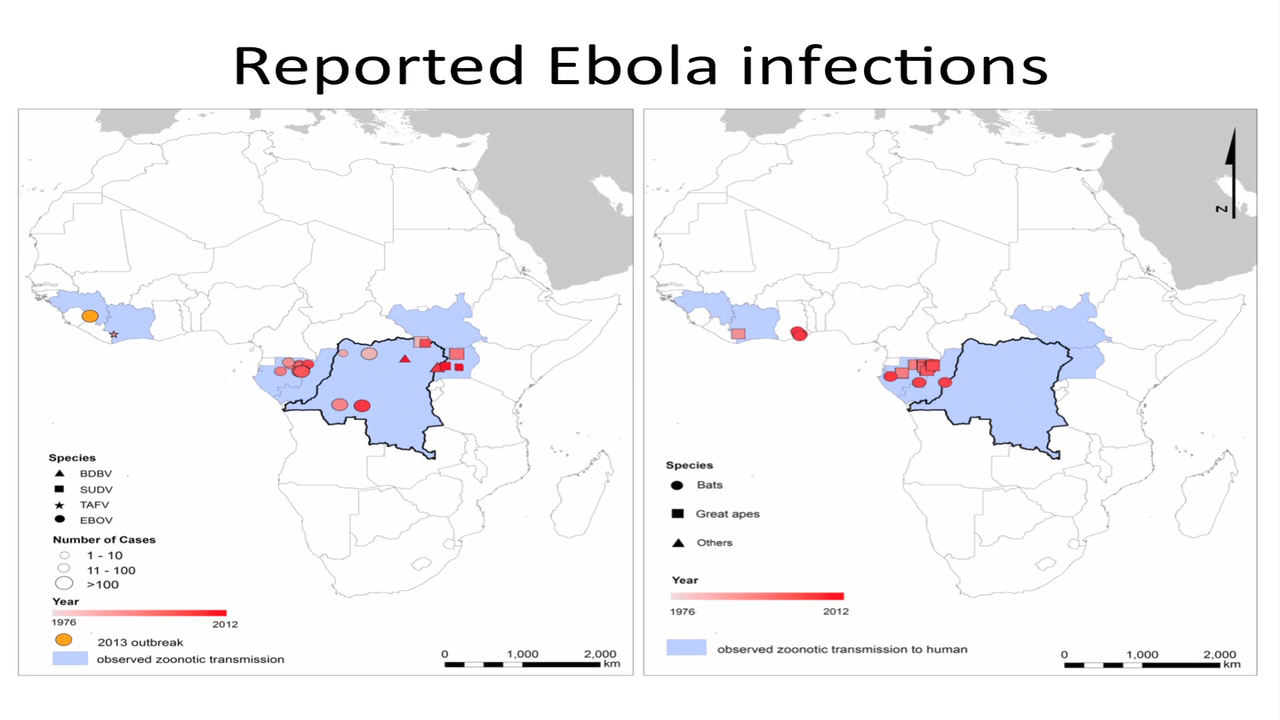 Reported Ebola infections
Species
BDBV
SUDV
TAFV
EBOV
Number of Cases
1 - 10
11 - 100
>100
Year
1976
2012
2013 outbreak
observed zoonotic transmission
0 1,000 2,000
km
N
Species
Bats
Great apes
Others
Year
1976
2012
observed zoonotic transmission to human
0 1,000 2,000
km